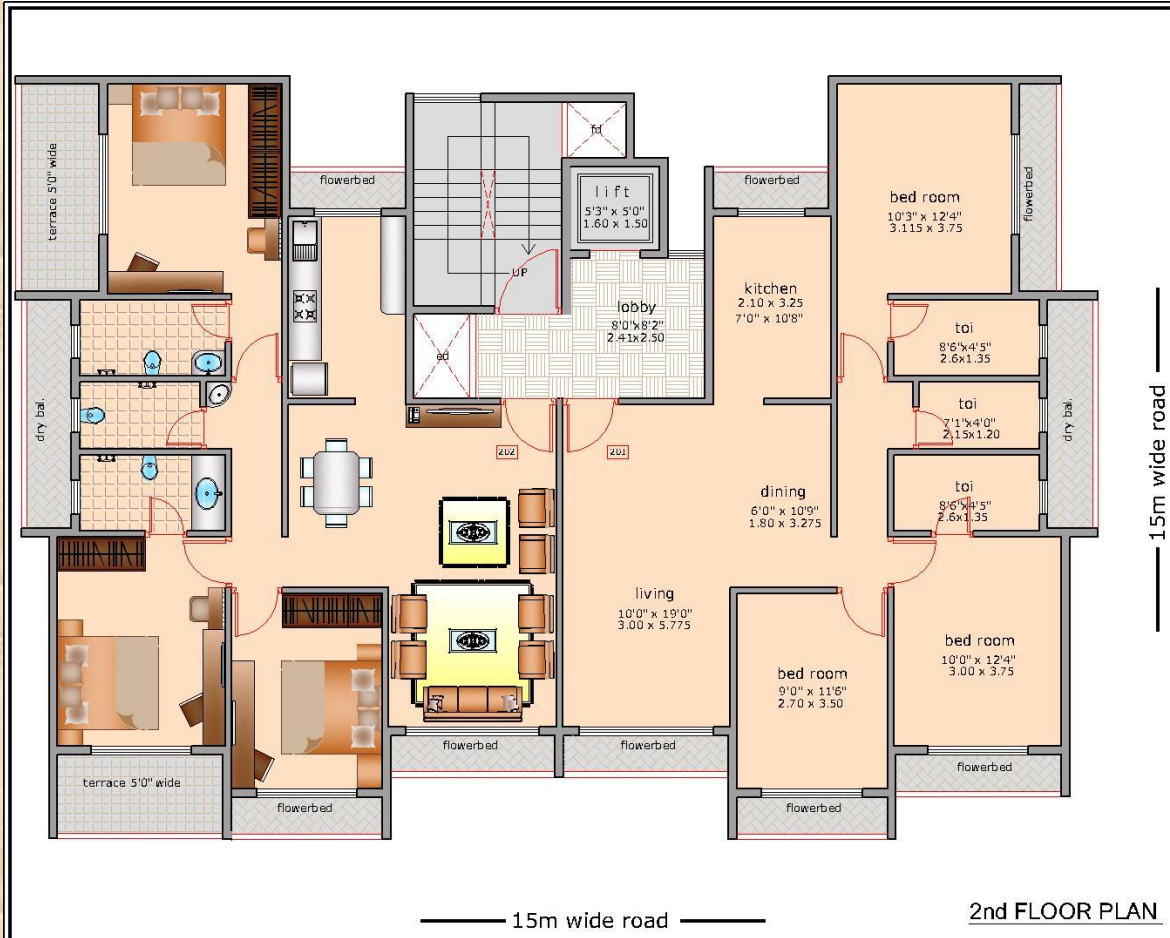 terrace 5'0" wide
flowerbed
fd
lift
5'3" x 5'0"
1.60 x 1.50
flowerbed
bed room
10'3" x 12'4"
3.115 x 3.75
flowerbed
UP
lobby
8'0"x8'2"
2.41x2.50
kitchen
2.10 x 3.25
7'0" x 10'8"
ed
toi
8'6"x4'5"
2.6x1.35
dry bal.
toi
7'1"x4'0"
2.15x1.20
dry bal.
202
201
toi
8'6"x4'5"
2.6x1.35
dining
6'0" x 10'9"
1.80 x 3.275
living
10'0" x 19'0"
3.00 x 5.775
bed room
10'0" x 12'4"
3.00 x 3.75
bed room
9'0" x 11'6"
2.70 x 3.50
terrace 5'0" wide
flowerbed
flowerbed
flowerbed
flowerbed
flowerbed
15m wide road
15m wide road
2nd FLOOR PLAN